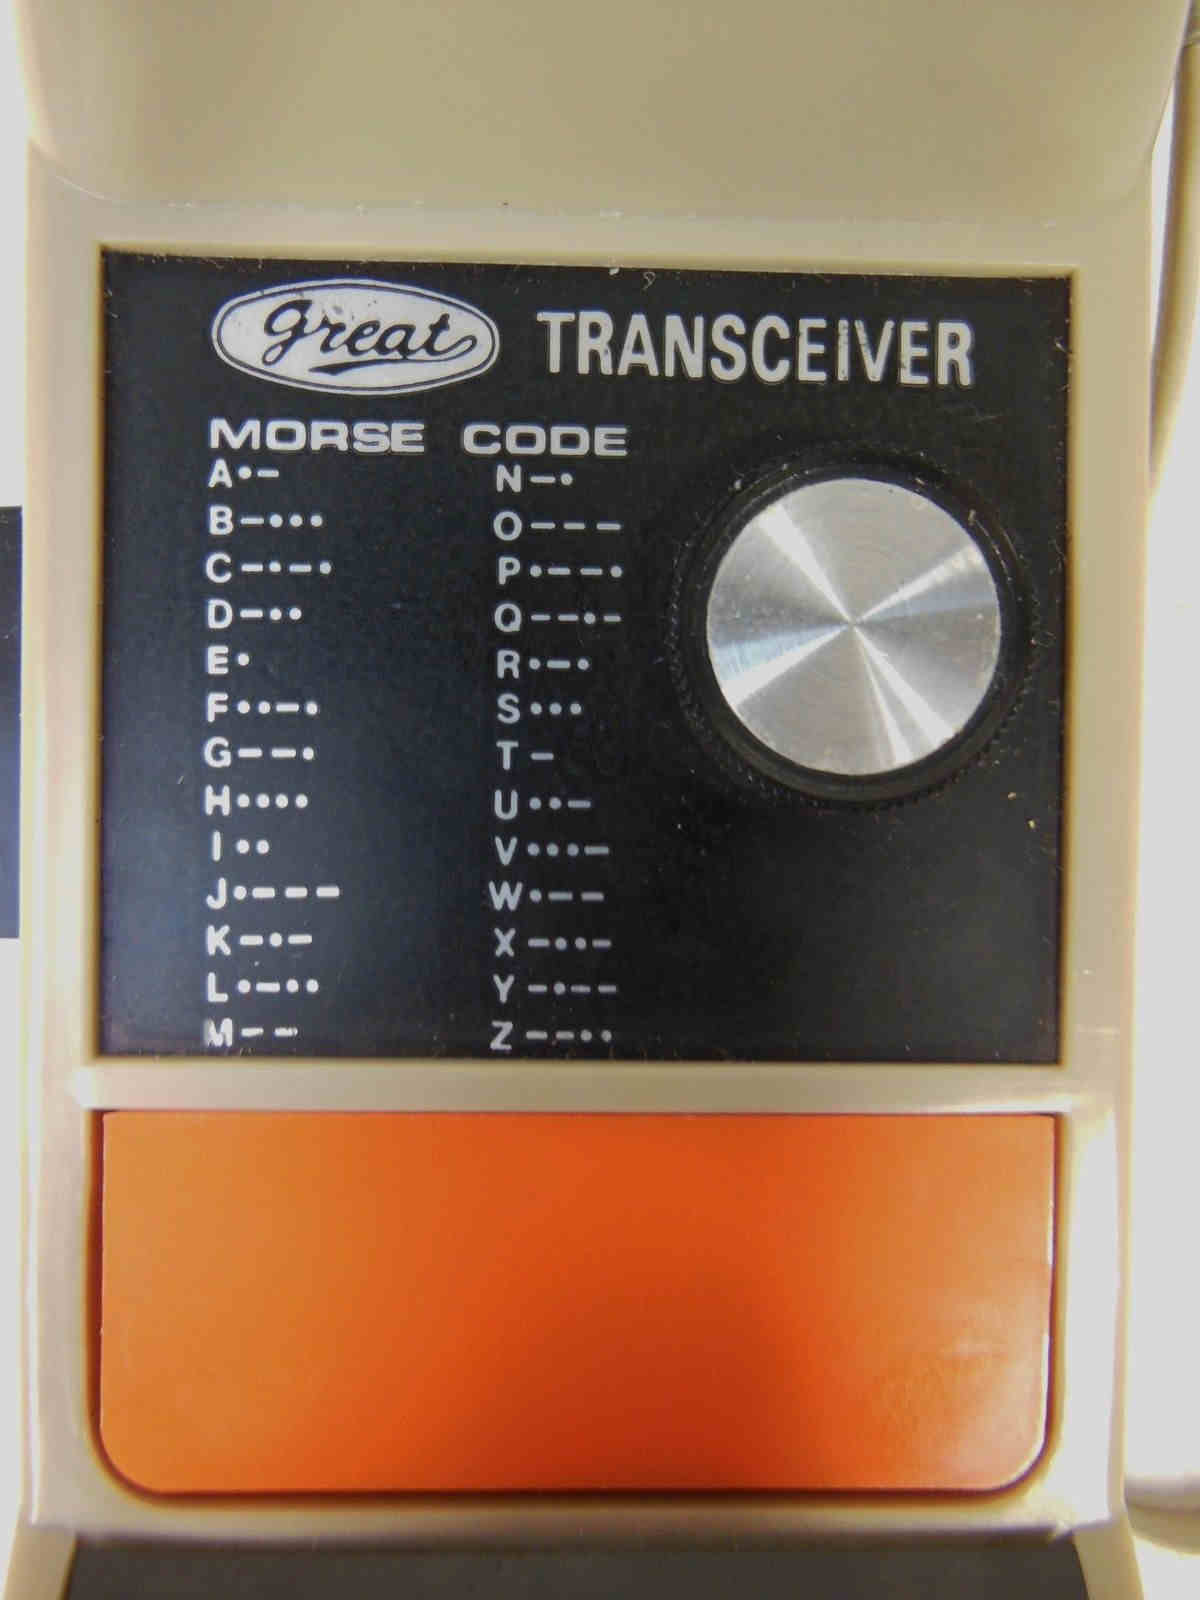 great TRANSCEIVER
MORSE CODE
A•– N–•
B–••• O–––
C–•–• P•––•
D–•• Q––•–
E• R•–•
F••–• S•••
G––• T–
H•••• U••–
I•• V•••–
J•––– W•––
K–•– X–••–
L•–•• Y–•––
M–– Z––••